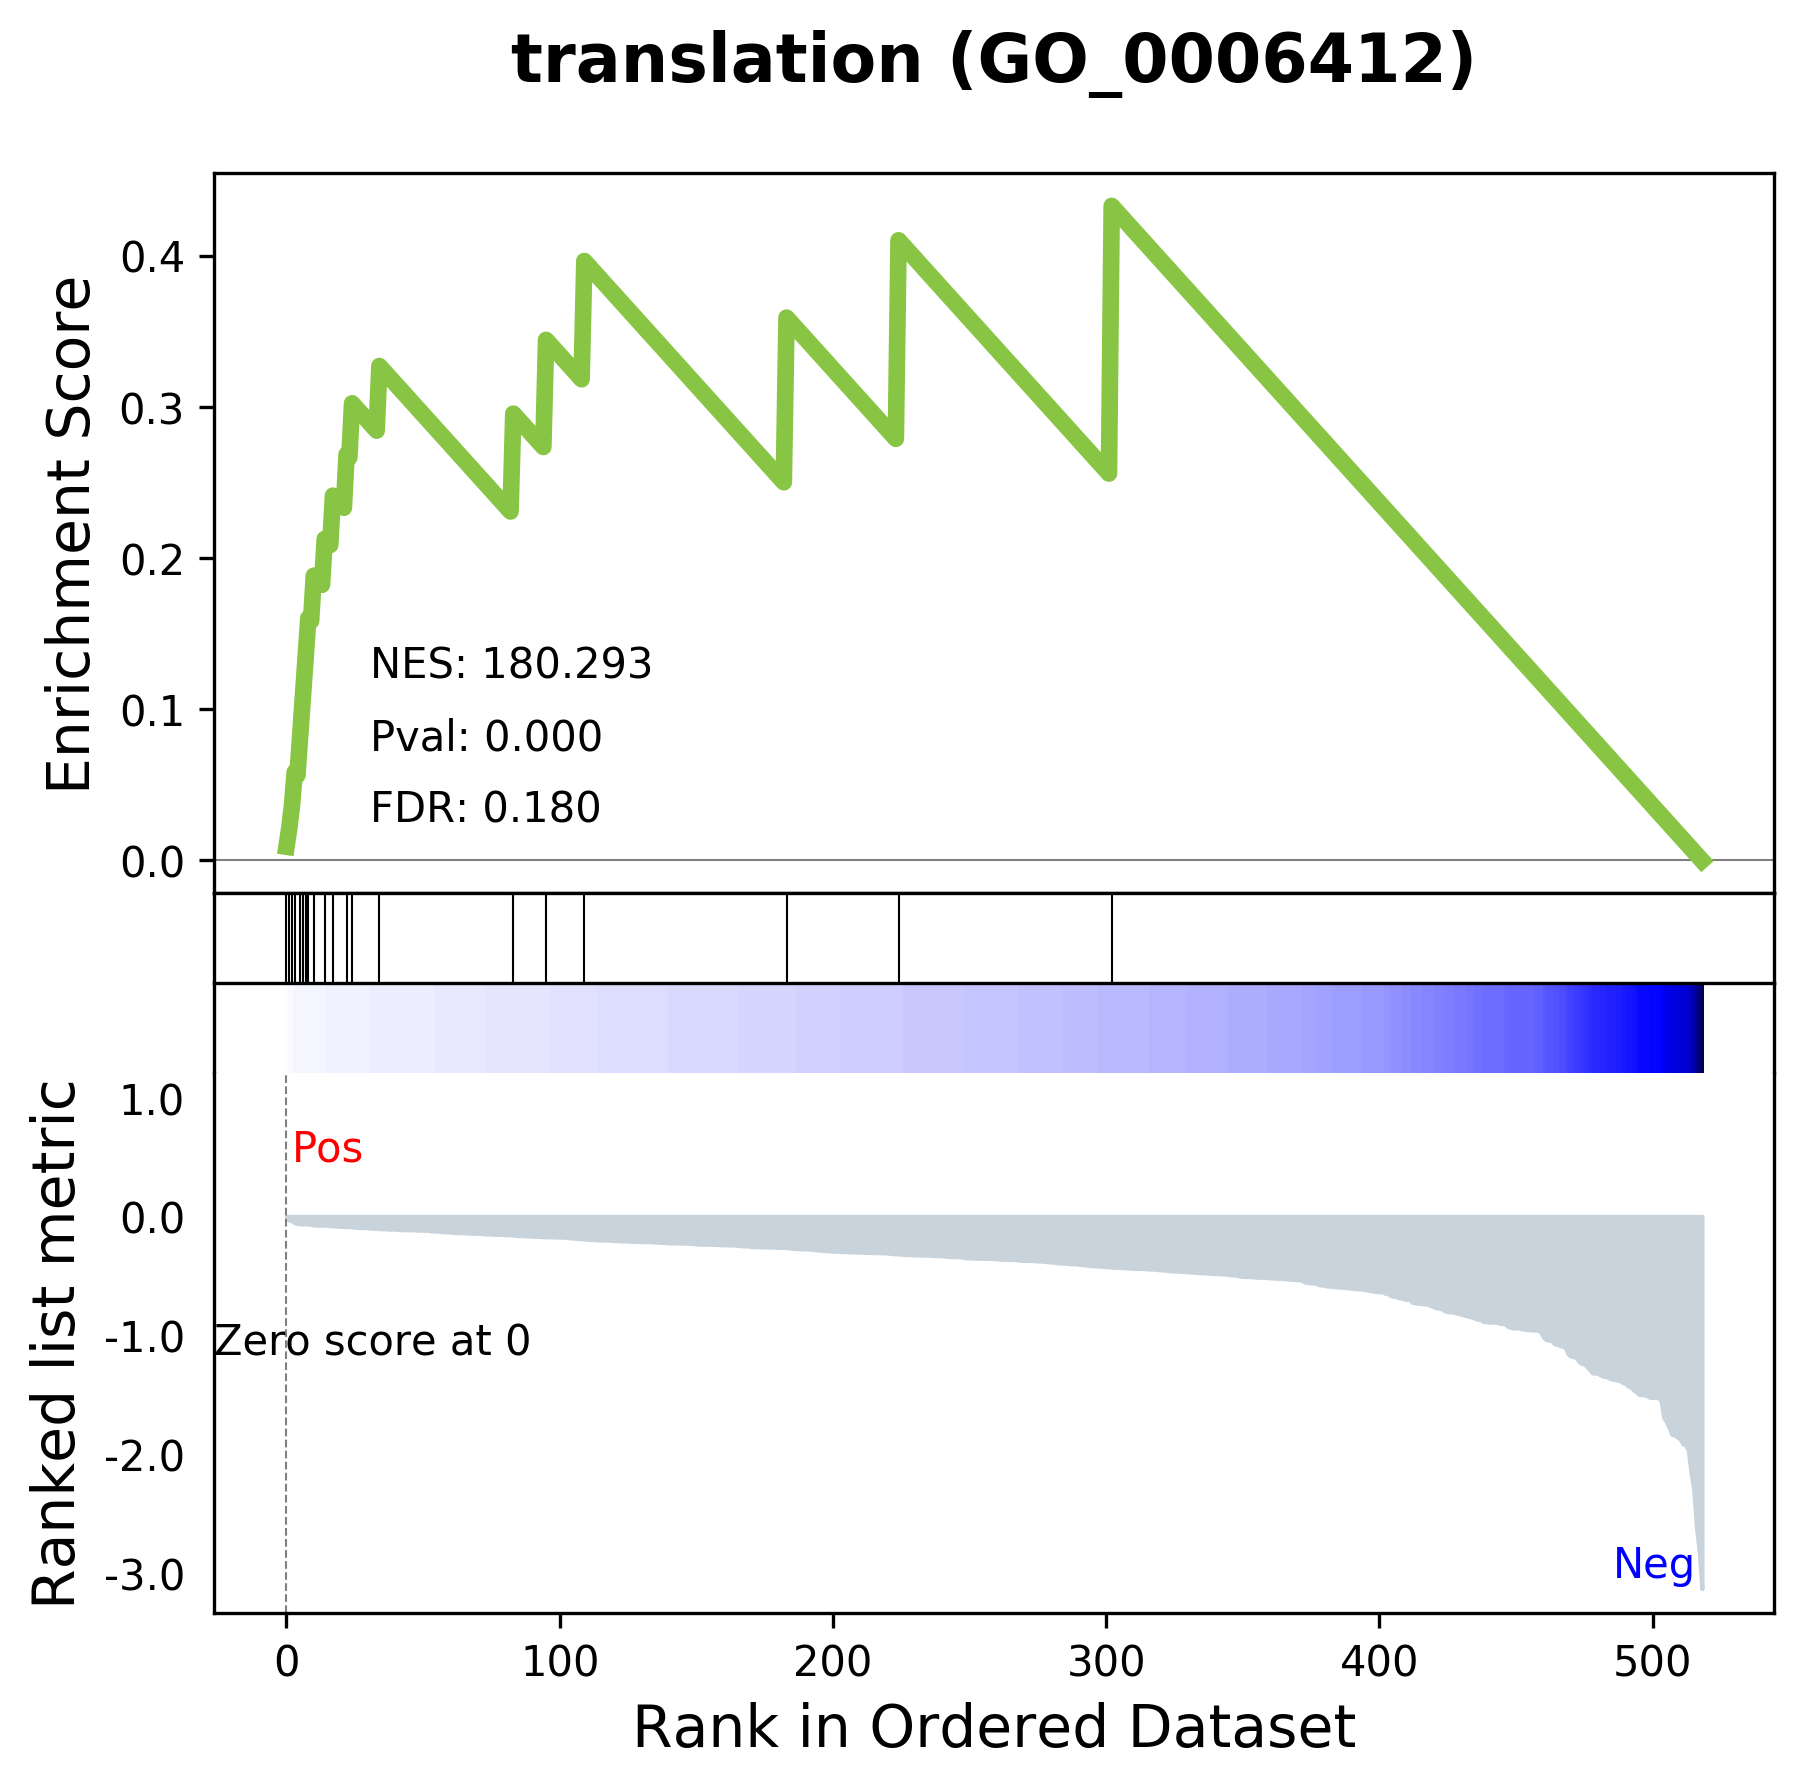 translation (GO_0006412)
Enrichment Score
0.4
0.3
0.2
0.1
0.0
NES: 180.293
Pval: 0.000
FDR: 0.180
Ranked list metric
1.0
0.0
-1.0
-2.0
-3.0
Pos
Zero score at 0
Neg
0 100 200 300 400 500
Rank in Ordered Dataset